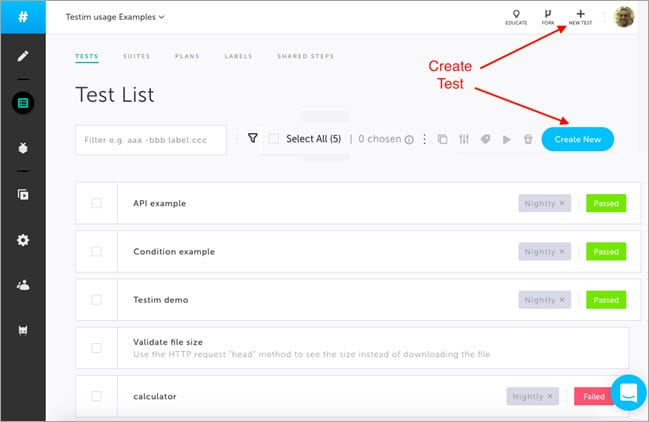 #
Testim usage Examples
EDUCATE
FORK
NEW TEST
TESTS SUITES PLANS LABELS SHARED STEPS
Create
Test
Test List
Filter e.g. aaa -bbb label:ccc
Select All (5) | 0 chosen
Create New
API example Nightly × Passed
Condition example Nightly × Passed
Testim demo Nightly × Passed
Validate file size
Use the HTTP request "head" method to see the size instead of downloading the file
calculator Nightly × Failed